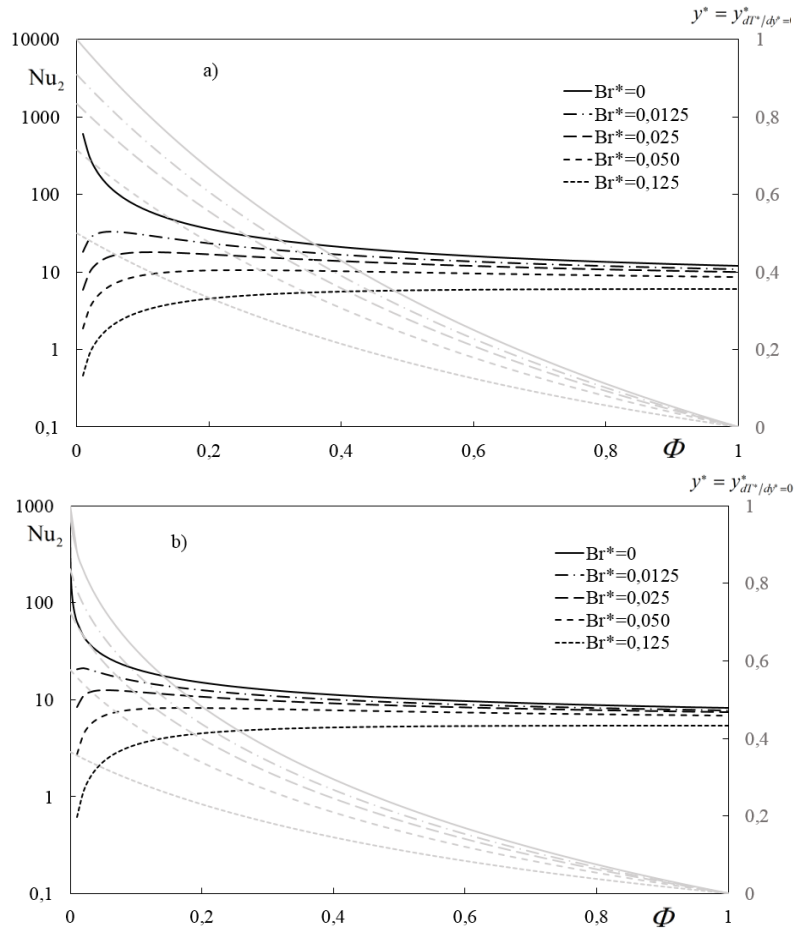 y* = y*dT*/dy*=0
10000 1
Nu2
a)
1000 0,8
100 0,6
10 0,4
1 0,2
0,1 0
Br*=0
Br*=0,0125
Br*=0,025
Br*=0,050
Br*=0,125
0 0,2 0,4 0,6 0,8 1
Φ
y* = y*dT*/dy*=0
1000 1
Nu2
b)
0,8
100
0,6
10
0,4
1
0,2
0,1 0
Br*=0
Br*=0,0125
Br*=0,025
Br*=0,050
Br*=0,125
0 0,2 0,4 0,6 0,8 1
Φ